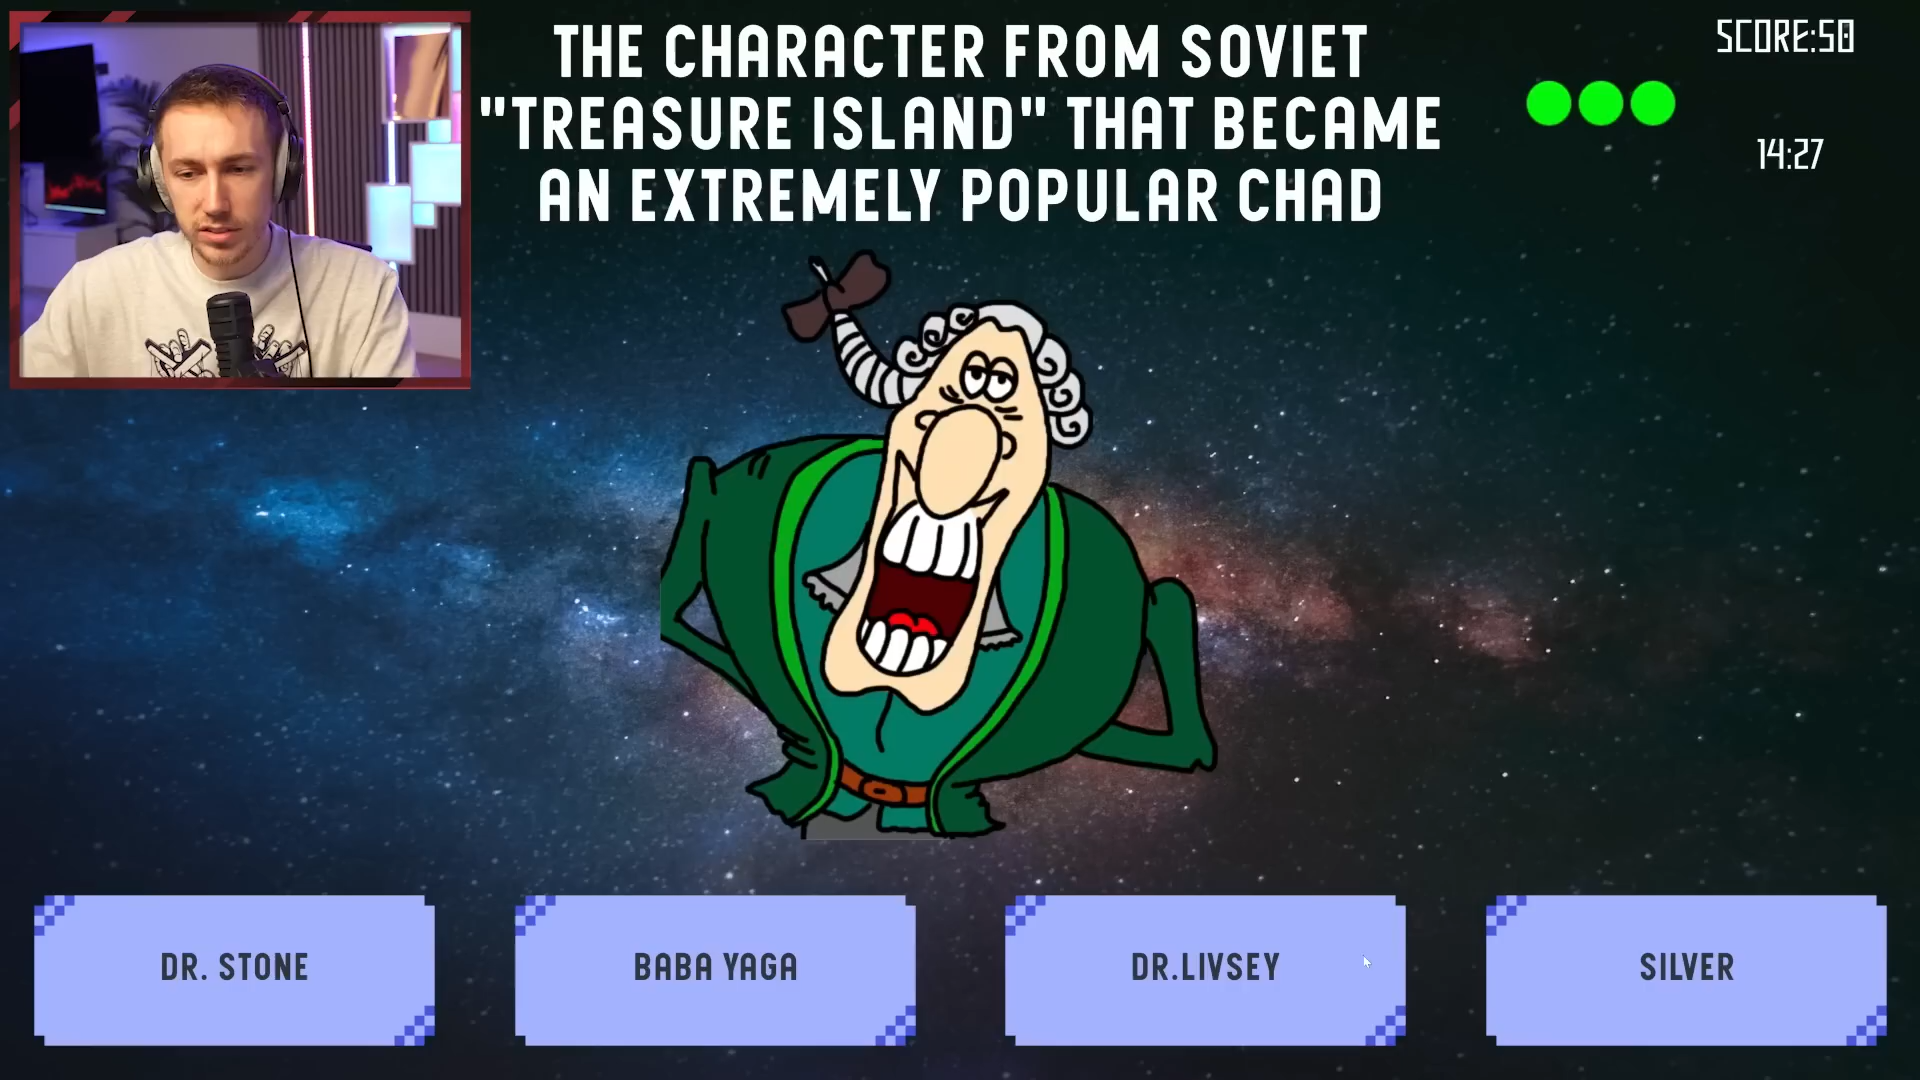 THE CHARACTER FROM SOVIET
"TREASURE ISLAND" THAT BECAME
AN EXTREMELY POPULAR CHAD
SCORE:50
14:27
DR. STONE
BABA YAGA
DR.LIVSEY
SILVER